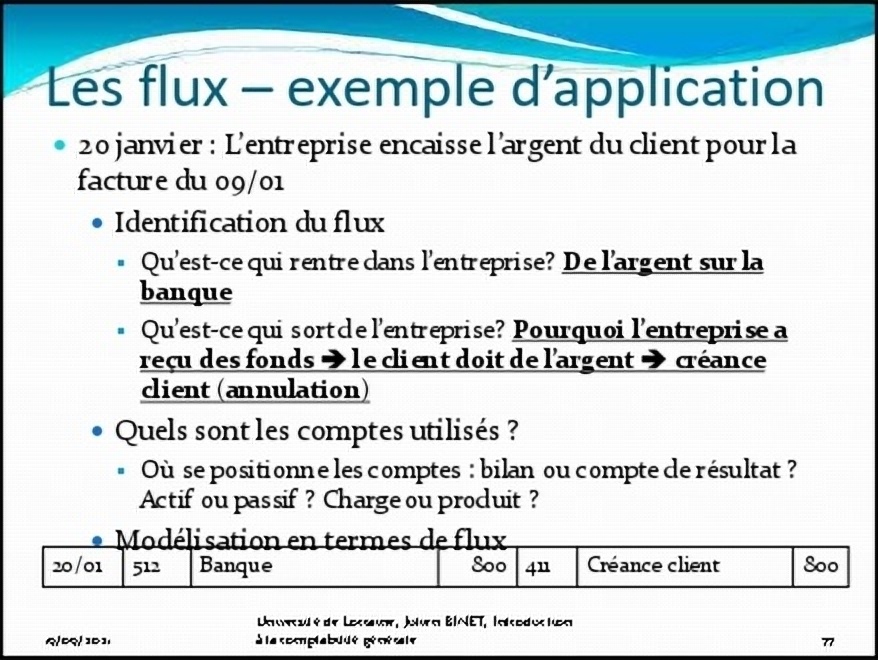 Les flux – exemple d’application
• 20 janvier : L’entreprise encaisse l’argent du client pour la
facture du 09/01
• Identification du flux
▪ Qu’est-ce qui rentre dans l’entreprise? De l’argent sur la
banque
▪ Qu’est-ce qui sort de l’entreprise? Pourquoi l’entreprise a
reçu des fonds ➔ le client doit de l’argent ➔ créance
client (annulation)
• Quels sont les comptes utilisés ?
▪ Où se positionne les comptes : bilan ou compte de résultat ?
Actif ou passif ? Charge ou produit ?
• Modélisation en termes de flux
20/01 512 Banque 800 411 Créance client 800
Université de Lorraine, BINET, Introduction
à la comptabilité générale
77